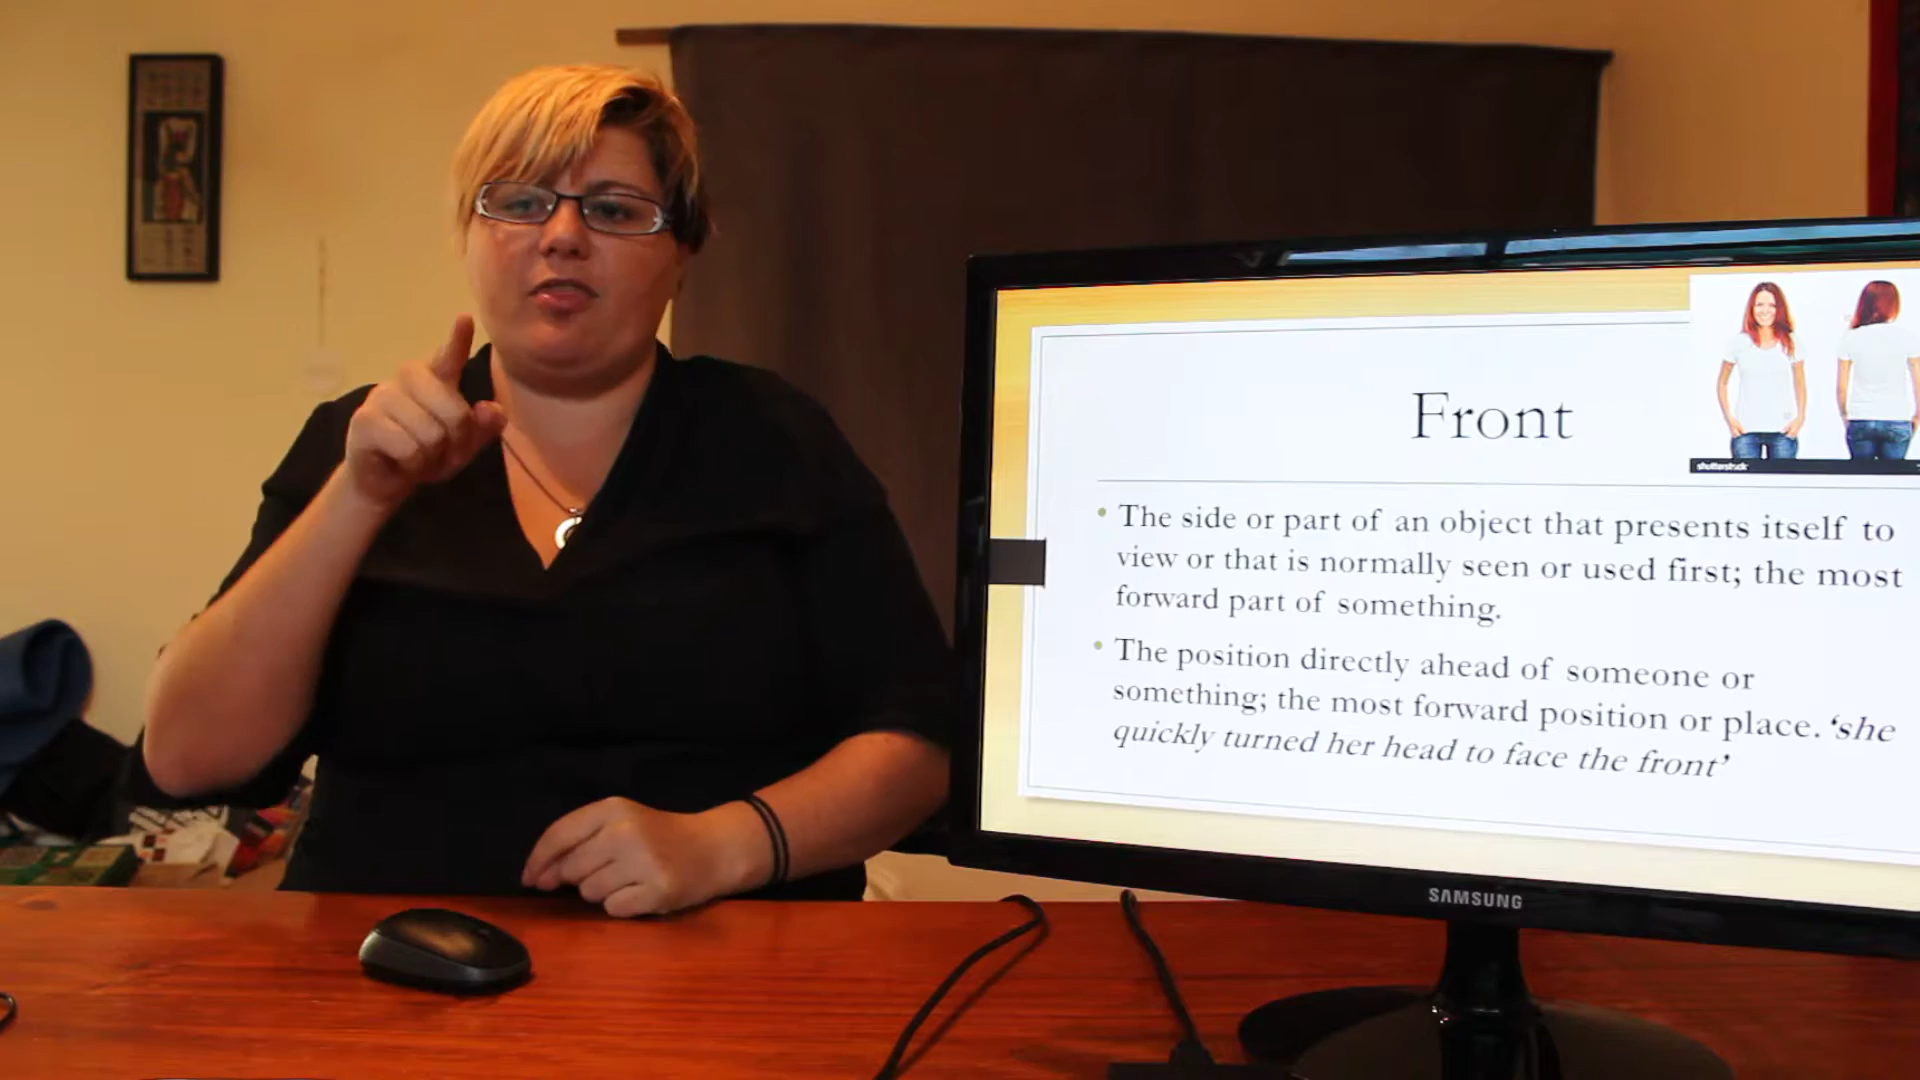 Front
shutterstock
• The side or part of an object that presents itself to
view or that is normally seen or used first; the most
forward part of something.
• The position directly ahead of someone or
something; the most forward position or place. ‘she
quickly turned her head to face the front’
SAMSUNG